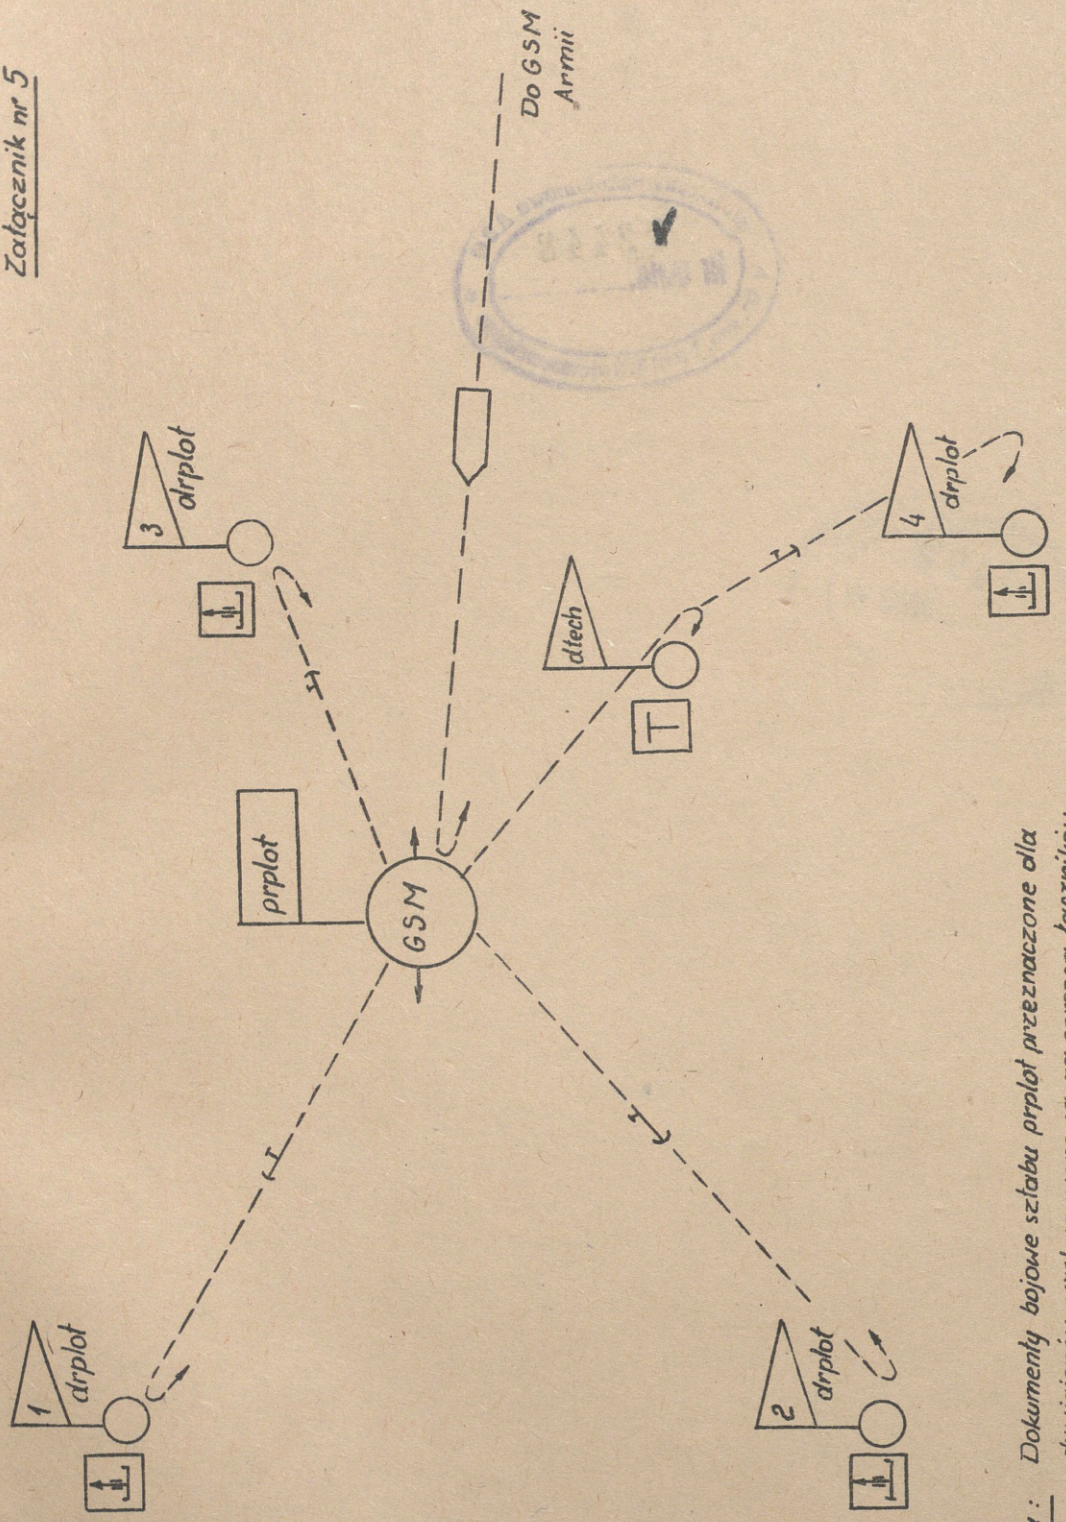 Załącznik nr 5
Do GSM
Armii
3
drplot
prplot
GSM
dtech
T
4
drplot
1
drplot
2
drplot
Dokumenty bojowe sztabu prplot przeznaczone dla